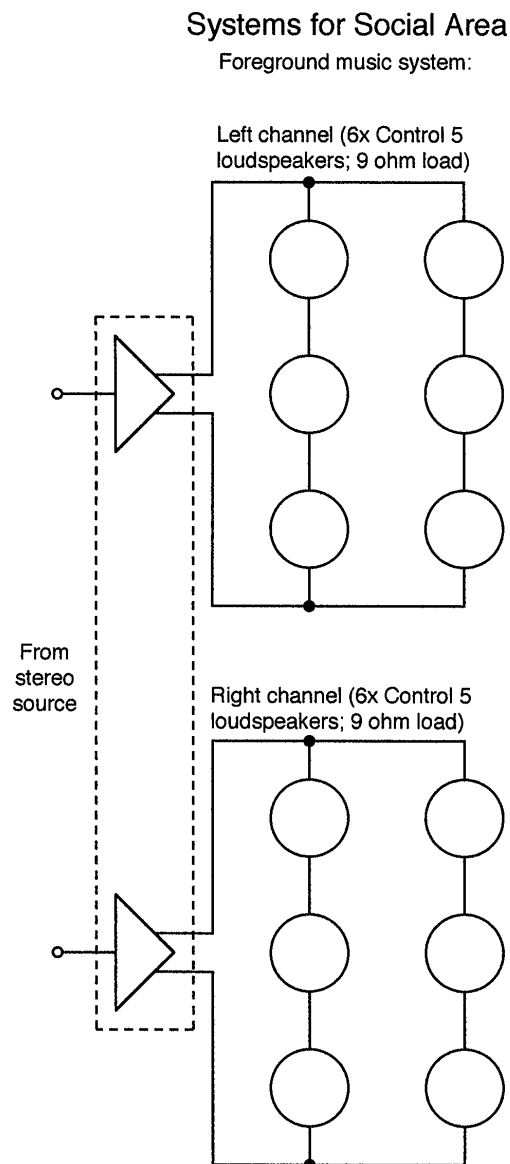 Systems for Social Area
Foreground music system:
Left channel (6x Control 5
loudspeakers; 9 ohm load)
From
stereo
source
Right channel (6x Control 5
loudspeakers; 9 ohm load)